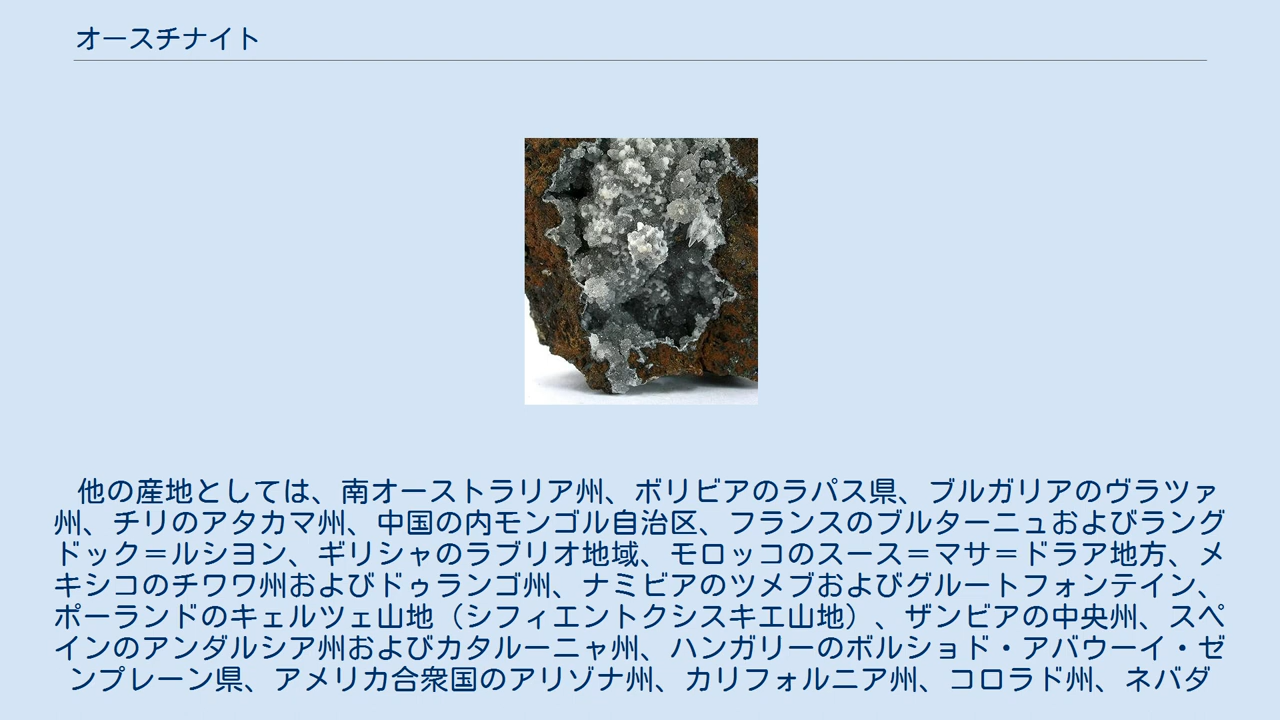 オースチナイト
他の産地としては、南オーストラリア州、ボリビアのラパス県、ブルガリアのヴラツァ
州、チリのアタカマ州、中国の内モンゴル自治区、フランスのブルターニュおよびラング
ドック＝ルシヨン、ギリシャのラブリオ地域、モロッコのスース＝マサ＝ドラア地方、メ
キシコのチワワ州およびドゥランゴ州、ナミビアのツメブおよびグルートフォンテイン、
ポーランドのキェルツェ山地（シフィエントクシスキエ山地）、ザンビアの中央州、スペ
インのアンダルシア州およびカタルーニャ州、ハンガリーのボルショド・アバウーイ・ゼ
ンプレーン県、アメリカ合衆国のアリゾナ州、カリフォルニア州、コロラド州、ネバダ